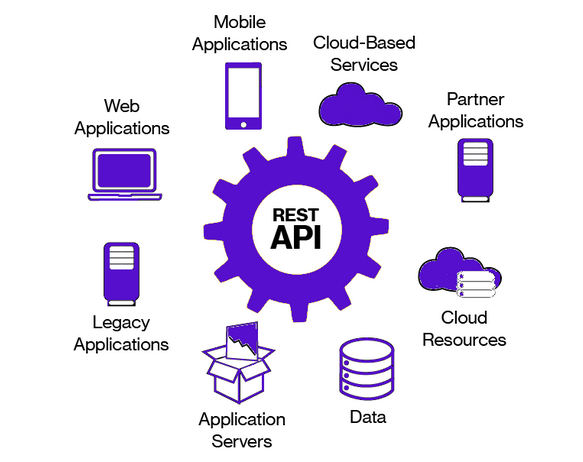 Mobile
Applications
Cloud-Based
Services
Web
Applications
Partner
Applications
REST
API
Legacy
Applications
Cloud
Resources
Application
Servers
Data